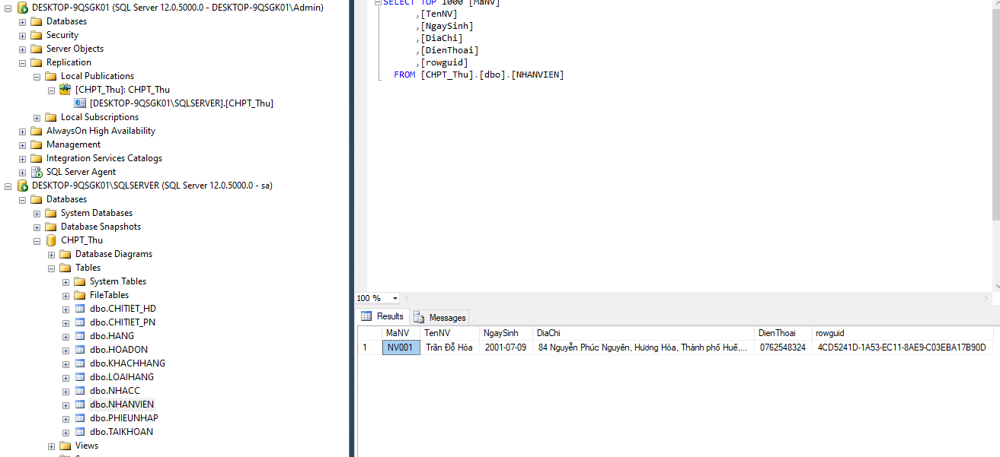 DESKTOP-9QSGK01 (SQL Server 12.0.5000.0 - DESKTOP-9QSGK01\Admin)
Databases
Security
Server Objects
Replication
Local Publications
[CHPT_Thu]: CHPT_Thu
[DESKTOP-9QSGK01\SQLSERVER].[CHPT_Thu]
Local Subscriptions
AlwaysOn High Availability
Management
Integration Services Catalogs
SQL Server Agent
DESKTOP-9QSGK01\SQLSERVER (SQL Server 12.0.5000.0 - sa)
Databases
System Databases
Database Snapshots
CHPT_Thu
Database Diagrams
Tables
System Tables
FileTables
dbo.CHITIET_HD
dbo.CHITIET_PN
dbo.HANG
dbo.HOADON
dbo.KHACHHANG
dbo.LOAIHANG
dbo.NHACC
dbo.NHANVIEN
dbo.PHIEUNHAP
dbo.TAIKHOAN
Views
SELECT TOP 1000 [MaNV]
,[TenNV]
,[NgaySinh]
,[DiaChi]
,[DienThoai]
,[rowguid]
FROM [CHPT_Thu].[dbo].[NHANVIEN]
100 %
Results Messages
MaNV TenNV NgaySinh DiaChi DienThoai rowguid
1 NV001 Trần Đỗ Hòa 2001-07-09 84 Nguyễn Phúc Nguyên, Hương Hòa, Thành phố Huế,... 0762548324 4CD5241D-1A53-EC11-8AE9-C03EBA17B90D